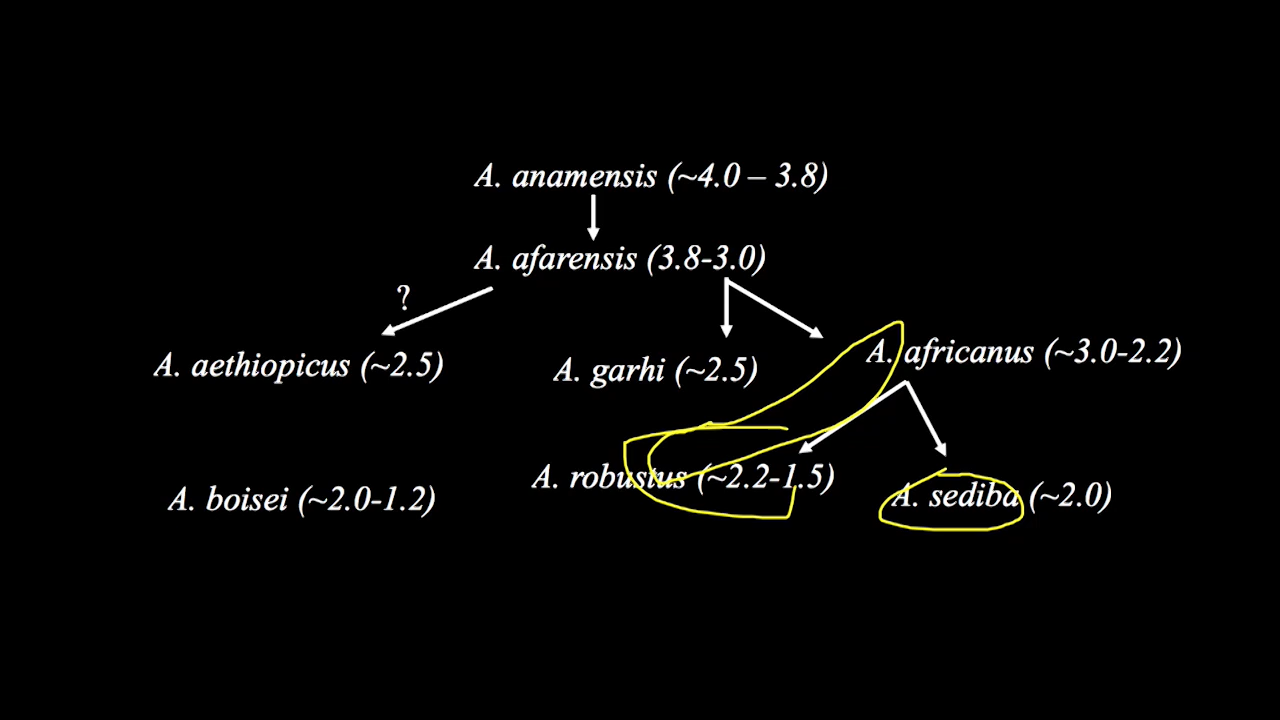 A. anamensis (~4.0 – 3.8)
A. afarensis (3.8-3.0)
?
A. aethiopicus (~2.5)
A. garhi (~2.5)
A. africanus (~3.0-2.2)
A. boisei (~2.0-1.2)
A. robustus (~2.2-1.5)
A. sediba (~2.0)